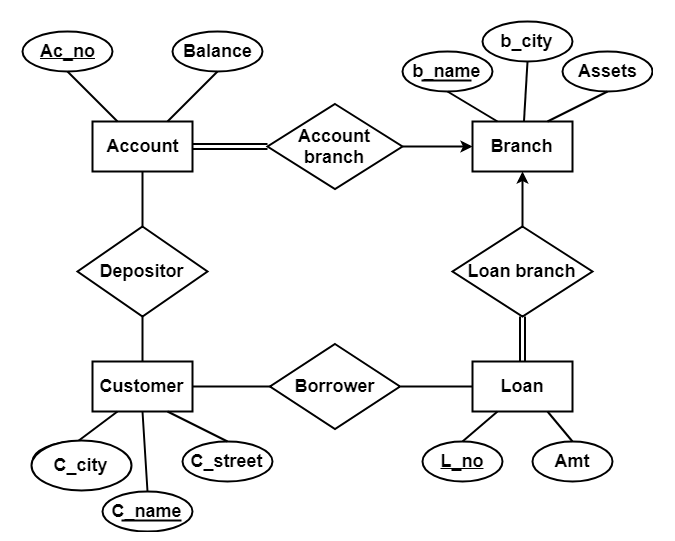 Ac_no
Balance
b_name
b_city
Assets
Account
Account
branch
Branch
Depositor
Loan branch
Customer
Borrower
Loan
C_city
C_name
C_street
L_no
Amt